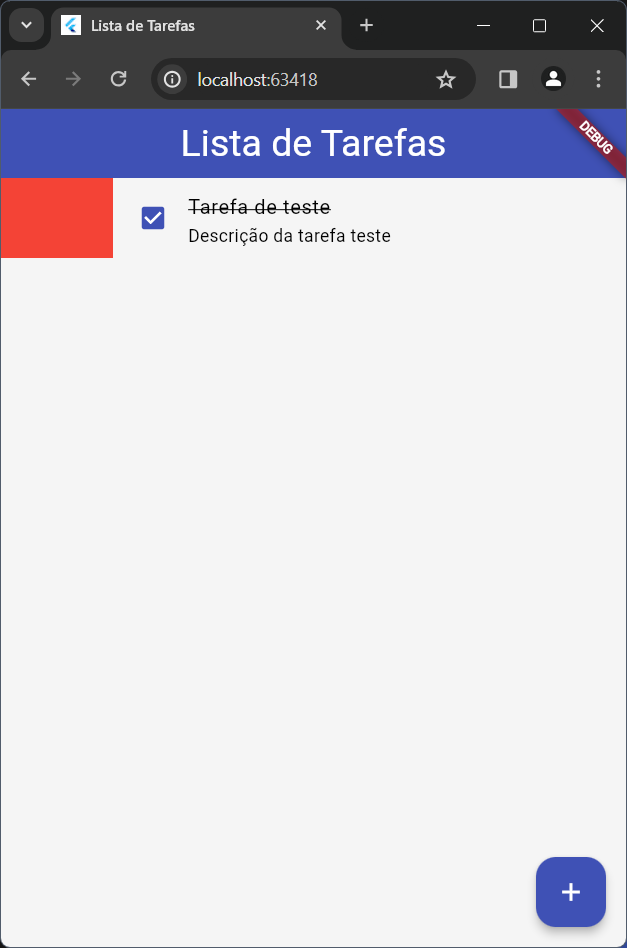 Lista de Tarefas
localhost:63418
Lista de Tarefas
DEBUG
Tarefa de teste
Descrição da tarefa teste